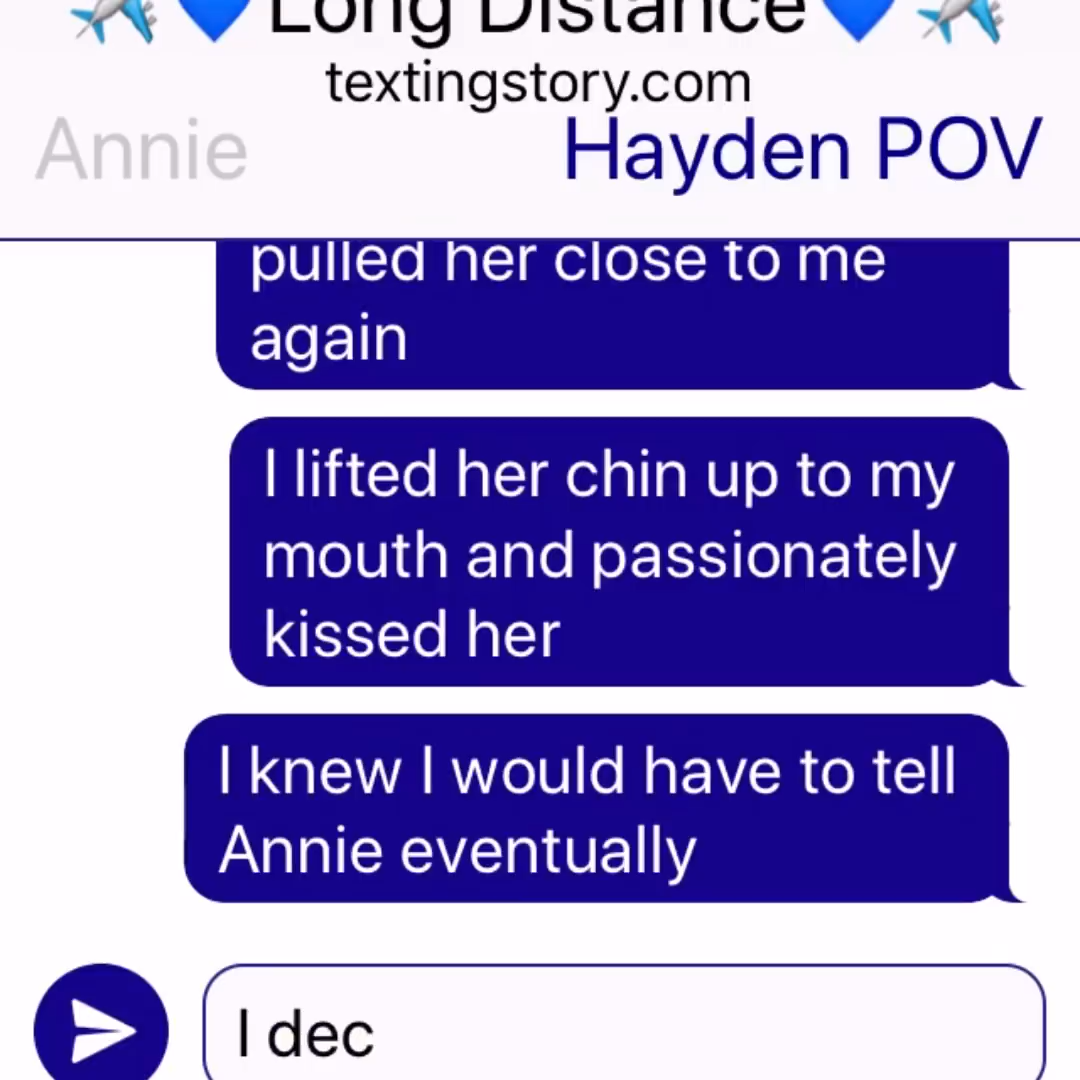 ✈️💙Long Distance💙✈️
textingstory.com
Annie
Hayden POV
pulled her close to me
again
I lifted her chin up to my
mouth and passionately
kissed her
I knew I would have to tell
Annie eventually
I dec